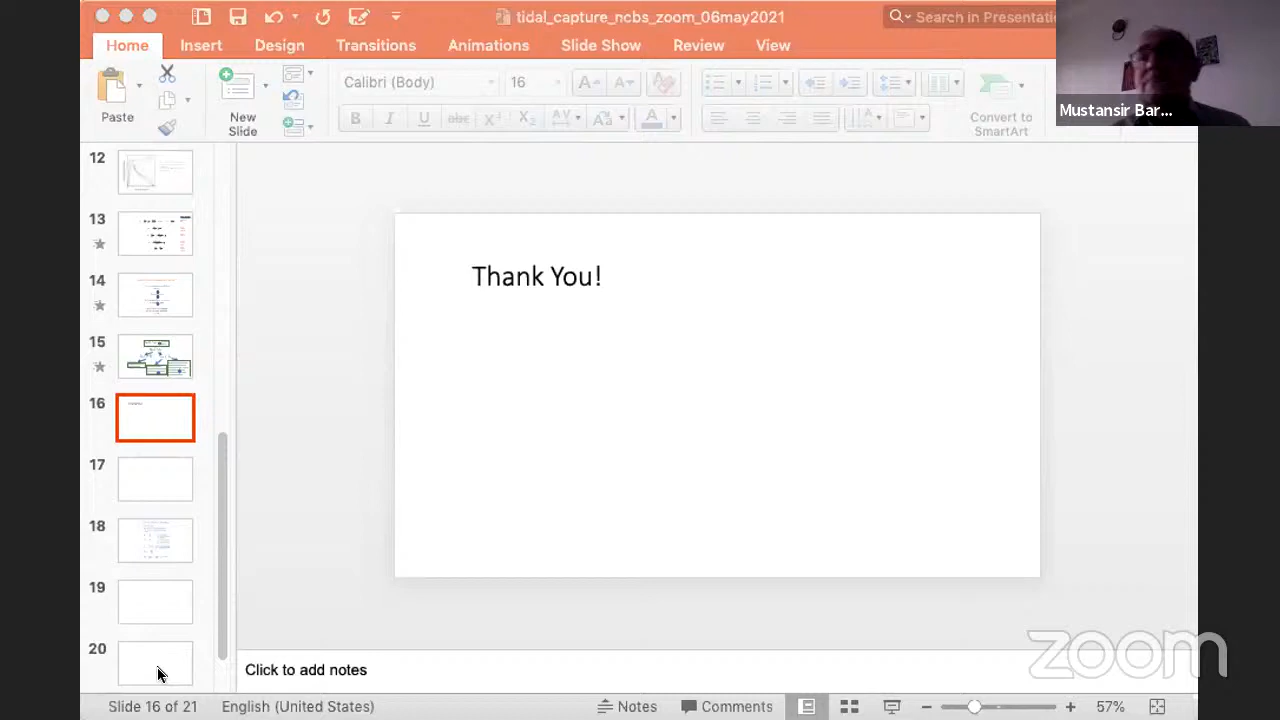 tidal_capture_ncbs_zoom_06may2021
Search in Presentatio
Home Insert Design Transitions Animations Slide Show Review View
Paste
New
Slide
Calibri (Body) 16
Convert to
SmartArt
Mustansir Bar...
12
13
14
15
16
17
18
19
20
Thank You!
Click to add notes
zoom
Slide 16 of 21 English (United States) Notes Comments 57%